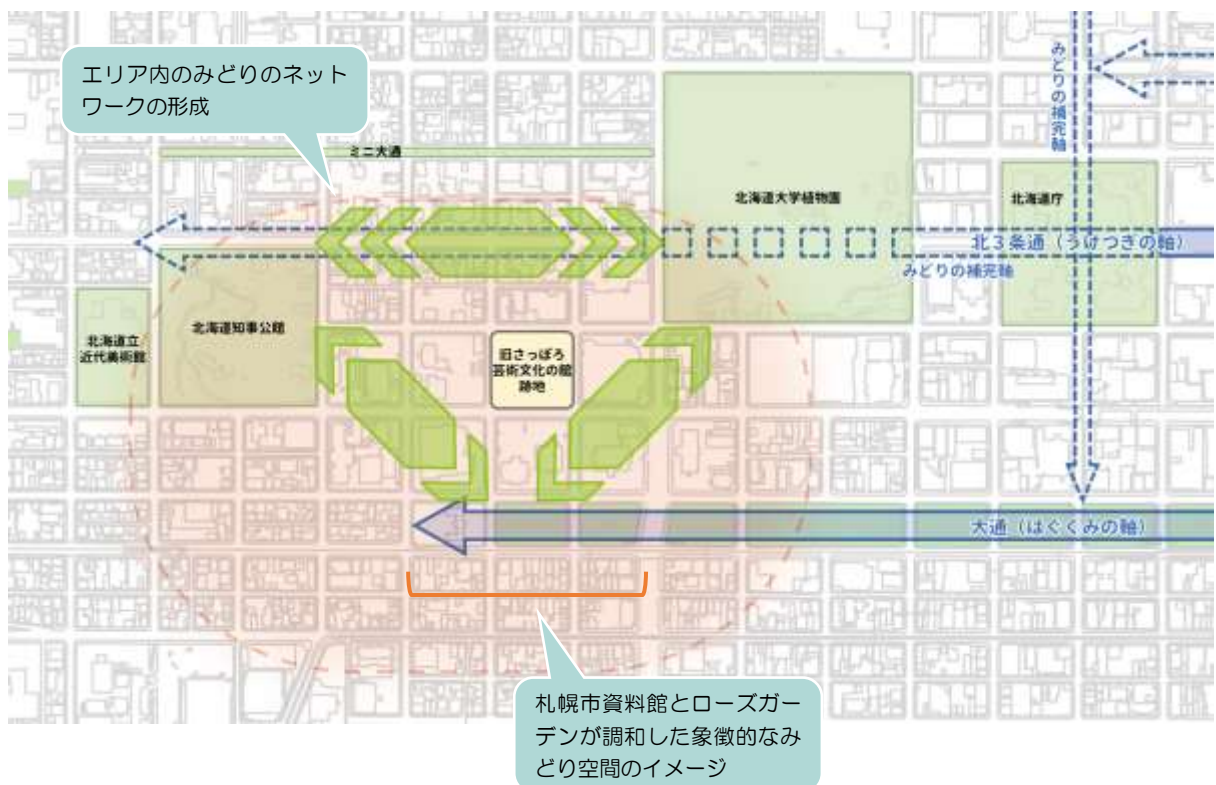 エリア内のみどりのネット
ワークの形成
みどりの補完軸
ミニ大通
北海道大学植物園
北海道庁
北3条通（うけつぎの軸）
みどりの補完軸
北海道知事公館
北海道立
近代美術館
旧さっぽろ
芸術文化の館
跡地
大通（はぐくみの軸）
札幌市資料館とローズガー
デンが調和した象徴的なみ
どり空間のイメージ